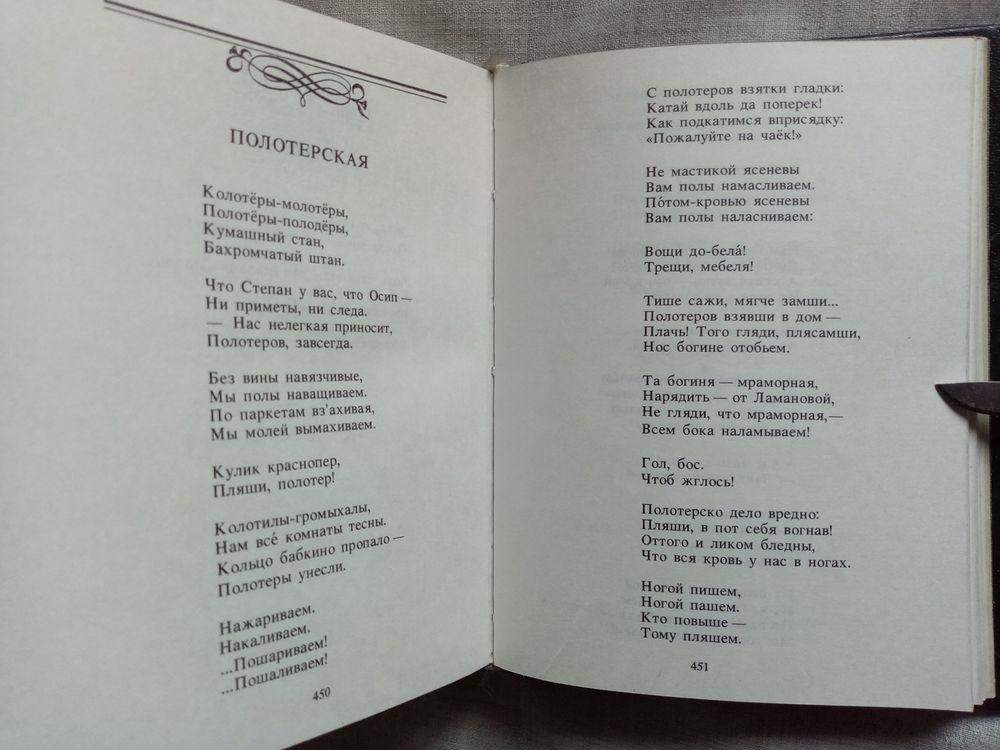 ПОЛОТЕРСКАЯ
Колотёры-молотёры,
Полотёры-полодёры,
Кумашный стан,
Бахромчатый штан.
Что Степан у вас, что Осип —
Ни приметы, ни следа.
— Нас нелегкая приносит,
Полотеров, завсегда.
Без вины навязчивые,
Мы полы наващиваем.
По паркетам вз'ахивая,
Мы молей вымахиваем.
Кулик краснопер,
Пляши, полотер!
Колотилы-громыхалы,
Нам всé комнаты тесны.
Кольцо бабкино пропало —
Полотеры унесли.
Нажариваем.
Накаливаем.
...Пошариваем!
...Пошаливаем!
450
С полотеров взятки гладки:
Катай вдоль да поперек!
Как подкатимся вприсядку:
«Пожалуйте на чаёк!»
Не мастикой ясеневы
Вам полы намасливаем.
Пóтом-кровью ясеневы
Вам полы наласниваем:
Вощи до-белá!
Трещи, мебеля!
Тише сажи, мягче замши...
Полотеров взявши в дом —
Плачь! Того гляди, плясамши,
Нос богине отобьем.
Та богиня — мраморная,
Нарядить — от Ламановой,
Не гляди, что мраморная,—
Всем бока наламываем!
Гол, бос.
Чтоб жглось!
Полотерско дело вредно:
Пляши, в пот себя вогнав!
Оттого и ликом бледны,
Что вся кровь у нас в ногах.
Ногой пишем,
Ногой пашем.
Кто повыше —
Тому пляшем.
451